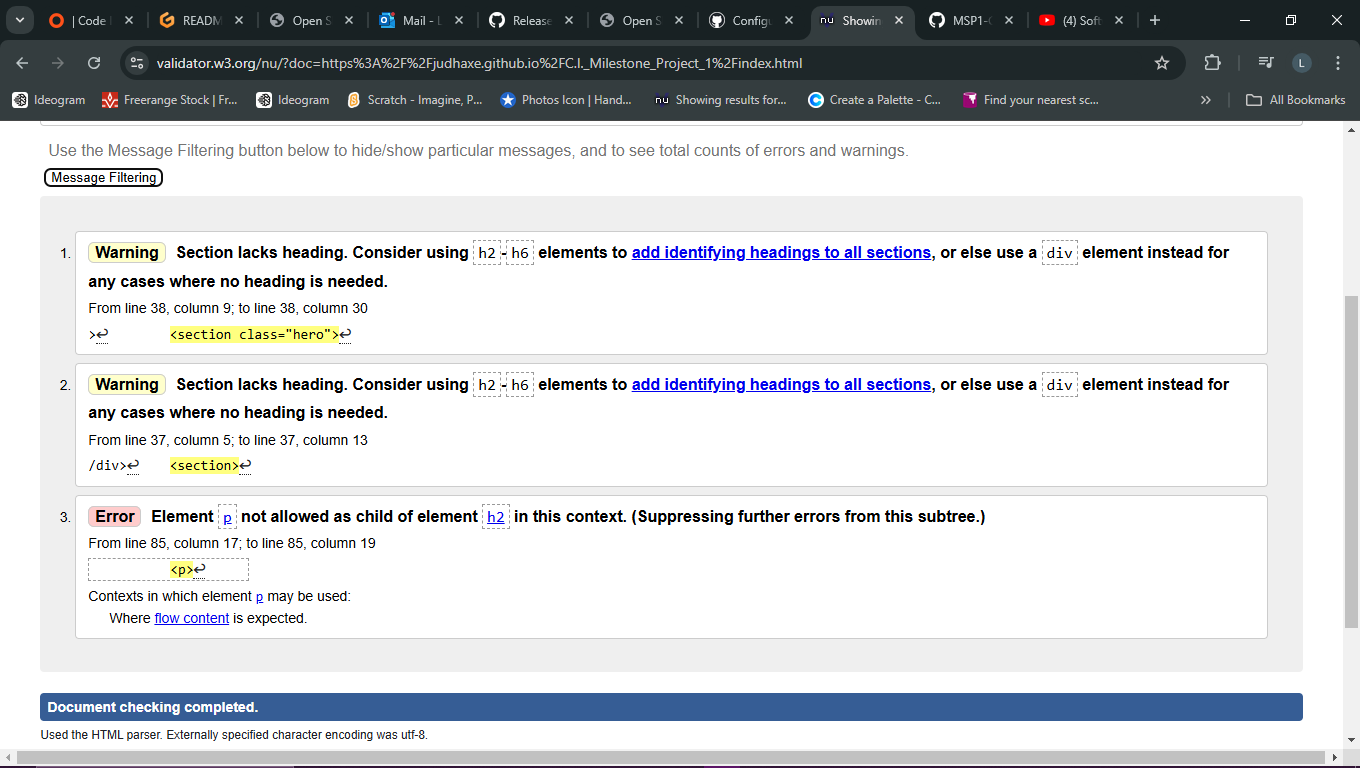 | Code
READM
Open S
Mail - L
Release
Open S
Configu
nu Showin
MSP1-
(4) Soft
validator.w3.org/nu/?doc=https%3A%2F%2Fjudhaxe.github.io%2FC.I._Milestone_Project_1%2Findex.html
L
Ideogram
Freerange Stock | Fr...
Ideogram
Scratch - Imagine, P...
Photos Icon | Hand...
nu Showing results for...
Create a Palette - C...
Find your nearest sc...
»
All Bookmarks
Use the Message Filtering button below to hide/show particular messages, and to see total counts of errors and warnings.
Message Filtering
1. Warning Section lacks heading. Consider using h2-h6 elements to add identifying headings to all sections, or else use a div element instead for
any cases where no heading is needed.
From line 38, column 9; to line 38, column 30
>↩ <section class="hero">↩
2. Warning Section lacks heading. Consider using h2-h6 elements to add identifying headings to all sections, or else use a div element instead for
any cases where no heading is needed.
From line 37, column 5; to line 37, column 13
/div>↩ <section>↩
3. Error Element p not allowed as child of element h2 in this context. (Suppressing further errors from this subtree.)
From line 85, column 17; to line 85, column 19
<p>↩
Contexts in which element p may be used:
Where flow content is expected.
Document checking completed.
Used the HTML parser. Externally specified character encoding was utf-8.